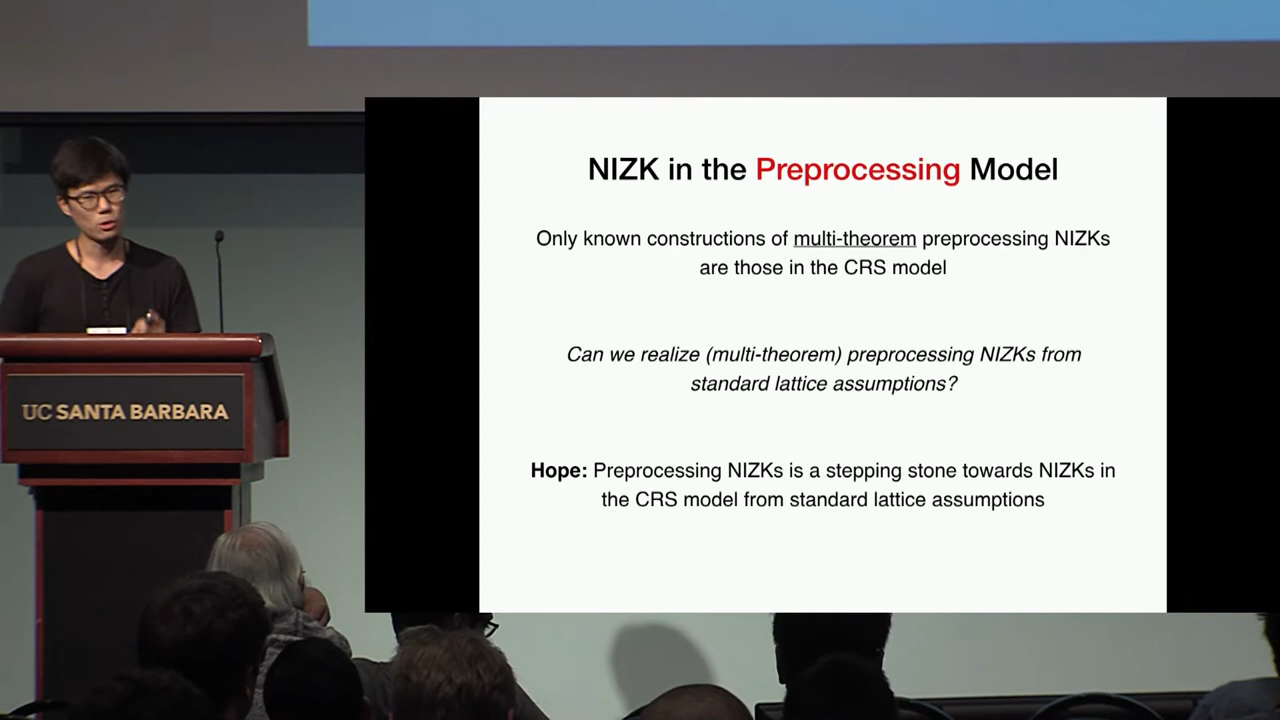 NIZK in the Preprocessing Model
Only known constructions of multi-theorem preprocessing NIZKs
are those in the CRS model
Can we realize (multi-theorem) preprocessing NIZKs from
standard lattice assumptions?
Hope: Preprocessing NIZKs is a stepping stone towards NIZKs in
the CRS model from standard lattice assumptions
UC SANTA BARBARA